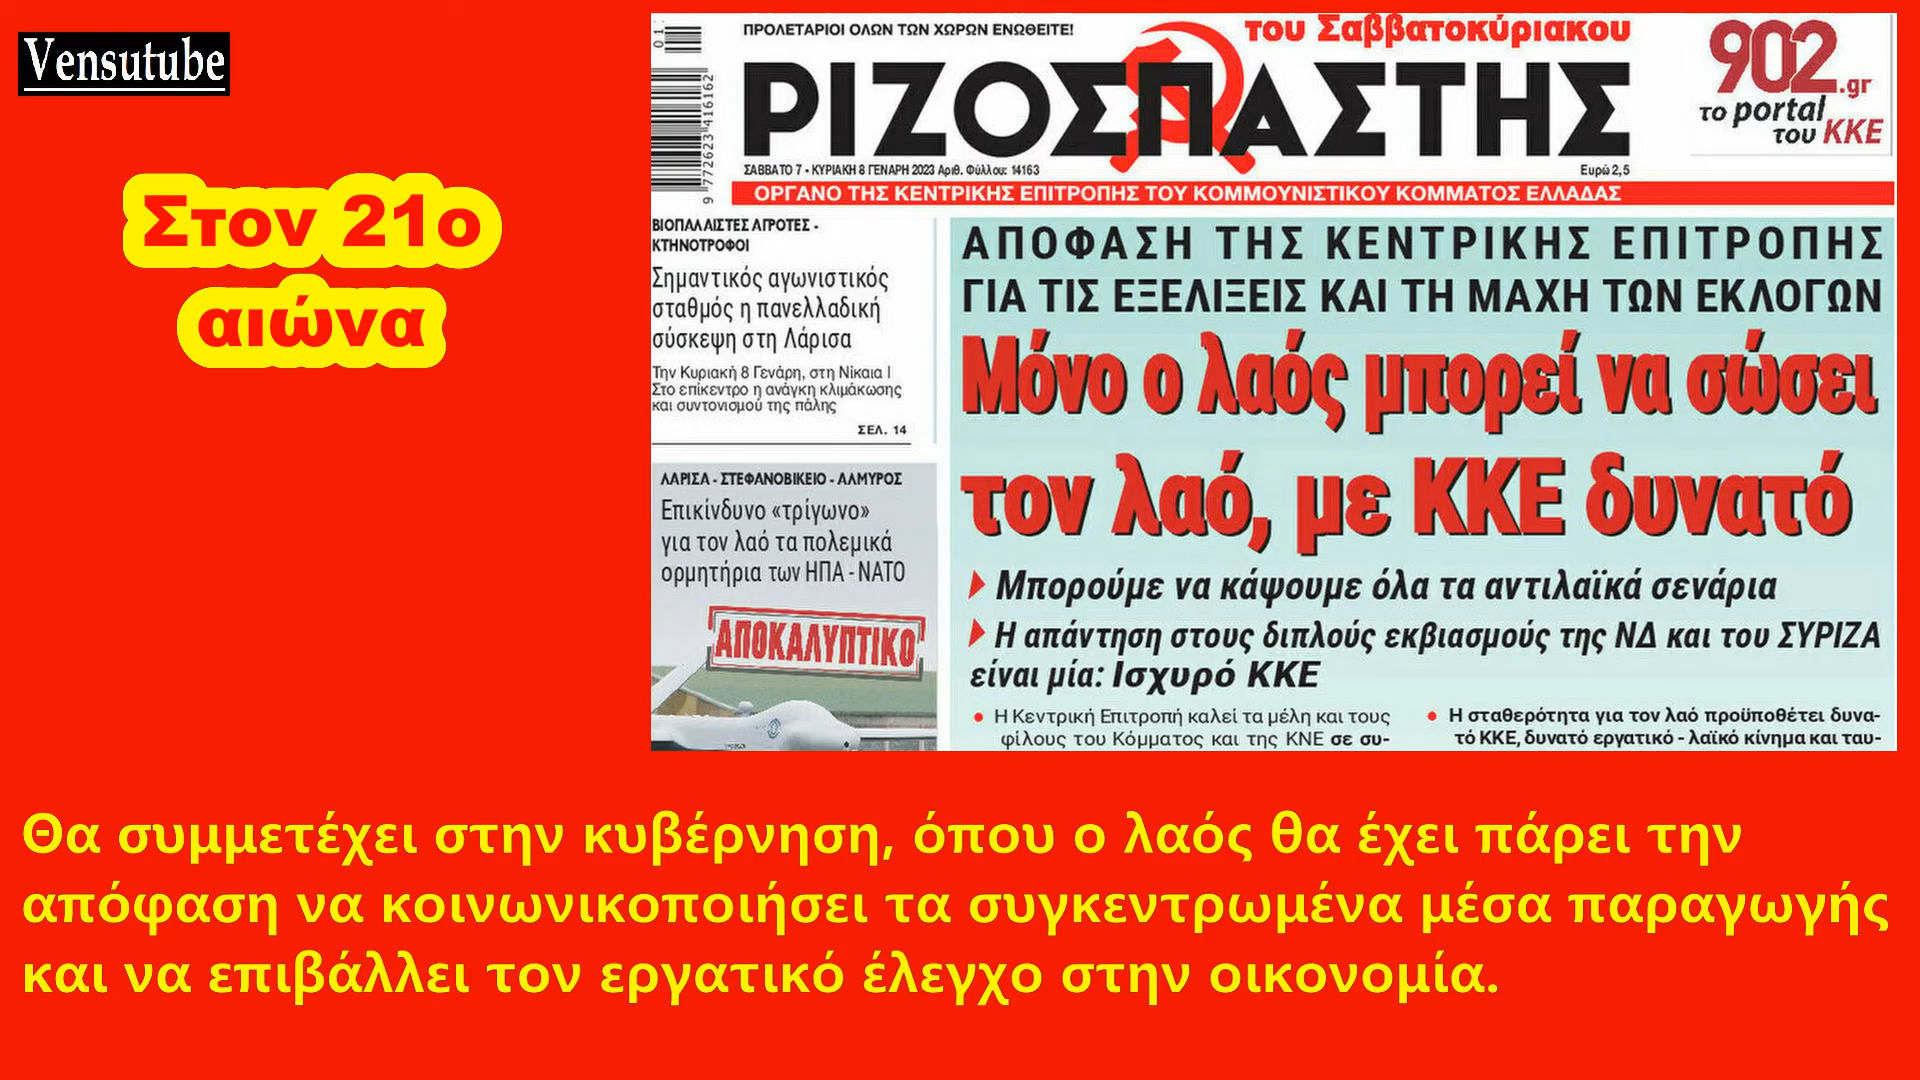 Vensutube
Στον 21ο
αιώνα
01
9 772623 416162
ΠΡΟΛΕΤΑΡΙΟΙ ΟΛΩΝ ΤΩΝ ΧΩΡΩΝ ΕΝΩΘΕΙΤΕ!
του Σαββατοκύριακου
ΡΙΖΟΣΠΑΣΤΗΣ
ΣΑΒΒΑΤΟ 7 - ΚΥΡΙΑΚΗ 8 ΓΕΝΑΡΗ 2023 Αριθ. Φύλλου: 14163
Ευρώ 2,5
902.gr
το portal
του ΚΚΕ
ΟΡΓΑΝΟ ΤΗΣ ΚΕΝΤΡΙΚΗΣ ΕΠΙΤΡΟΠΗΣ ΤΟΥ ΚΟΜΜΟΥΝΙΣΤΙΚΟΥ ΚΟΜΜΑΤΟΣ ΕΛΛΑΔΑΣ
ΒΙΟΠΑΛΑΙΣΤΕΣ ΑΓΡΟΤΕΣ -
ΚΤΗΝΟΤΡΟΦΟΙ
Σημαντικός αγωνιστικός
σταθμός η πανελλαδική
σύσκεψη στη Λάρισα
Την Κυριακή 8 Γενάρη, στη Νίκαια |
Στο επίκεντρο η ανάγκη κλιμάκωσης
και συντονισμού της πάλης
ΣΕΛ. 14
ΛΑΡΙΣΑ - ΣΤΕΦΑΝΟΒΙΚΕΙΟ - ΑΛΜΥΡΟΣ
Επικίνδυνο «τρίγωνο»
για τον λαό τα πολεμικά
ορμητήρια των ΗΠΑ - ΝΑΤΟ
ΑΠΟΚΑΛΥΠΤΙΚΟ
ΑΠΟΦΑΣΗ ΤΗΣ ΚΕΝΤΡΙΚΗΣ ΕΠΙΤΡΟΠΗΣ
ΓΙΑ ΤΙΣ ΕΞΕΛΙΞΕΙΣ ΚΑΙ ΤΗ ΜΑΧΗ ΤΩΝ ΕΚΛΟΓΩΝ
Μόνο ο λαός μπορεί να σώσει
τον λαό, με ΚΚΕ δυνατό
Μπορούμε να κάψουμε όλα τα αντιλαϊκά σενάρια
Η απάντηση στους διπλούς εκβιασμούς της ΝΔ και του ΣΥΡΙΖΑ
είναι μία: Ισχυρό ΚΚΕ
• Η Κεντρική Επιτροπή καλεί τα μέλη και τους
φίλους του Κόμματος και της ΚΝΕ σε συ-
• Η σταθερότητα για τον λαό προϋποθέτει δυνα-
τό ΚΚΕ, δυνατό εργατικό - λαϊκό κίνημα και ταυ-
Θα συμμετέχει στην κυβέρνηση, όπου ο λαός θα έχει πάρει την
απόφαση να κοινωνικοποιήσει τα συγκεντρωμένα μέσα παραγωγής
και να επιβάλλει τον εργατικό έλεγχο στην οικονομία.